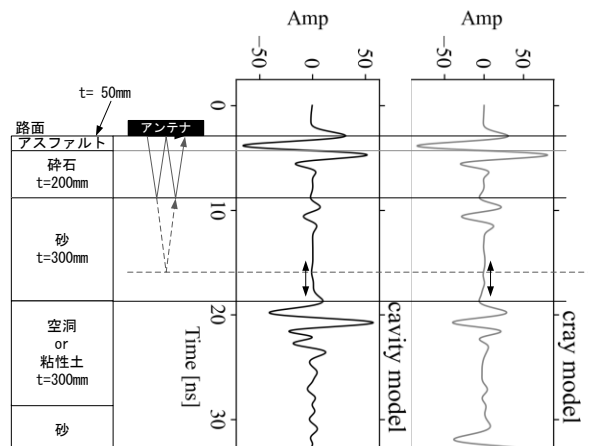 Amp
Amp
-50
0
50
-50
0
50
t= 50mm
路面
アンテナ
アスファルト
砕石
t=200mm
砂
t=300mm
空洞
or
粘性土
t=300mm
砂
0
10
20
30
Time [ns]
cavity model
cray model